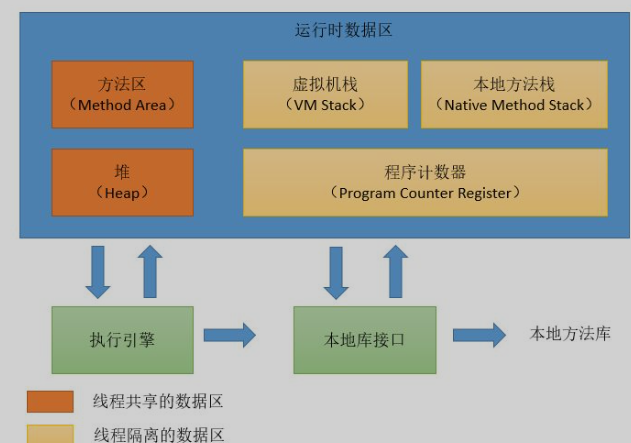 运行时数据区
方法区
（Method Area）
虚拟机栈
（VM Stack）
本地方法栈
（Native Method Stack）
堆
（Heap）
程序计数器
（Program Counter Register）
执行引擎
本地库接口
本地方法库
线程共享的数据区
线程隔离的数据区